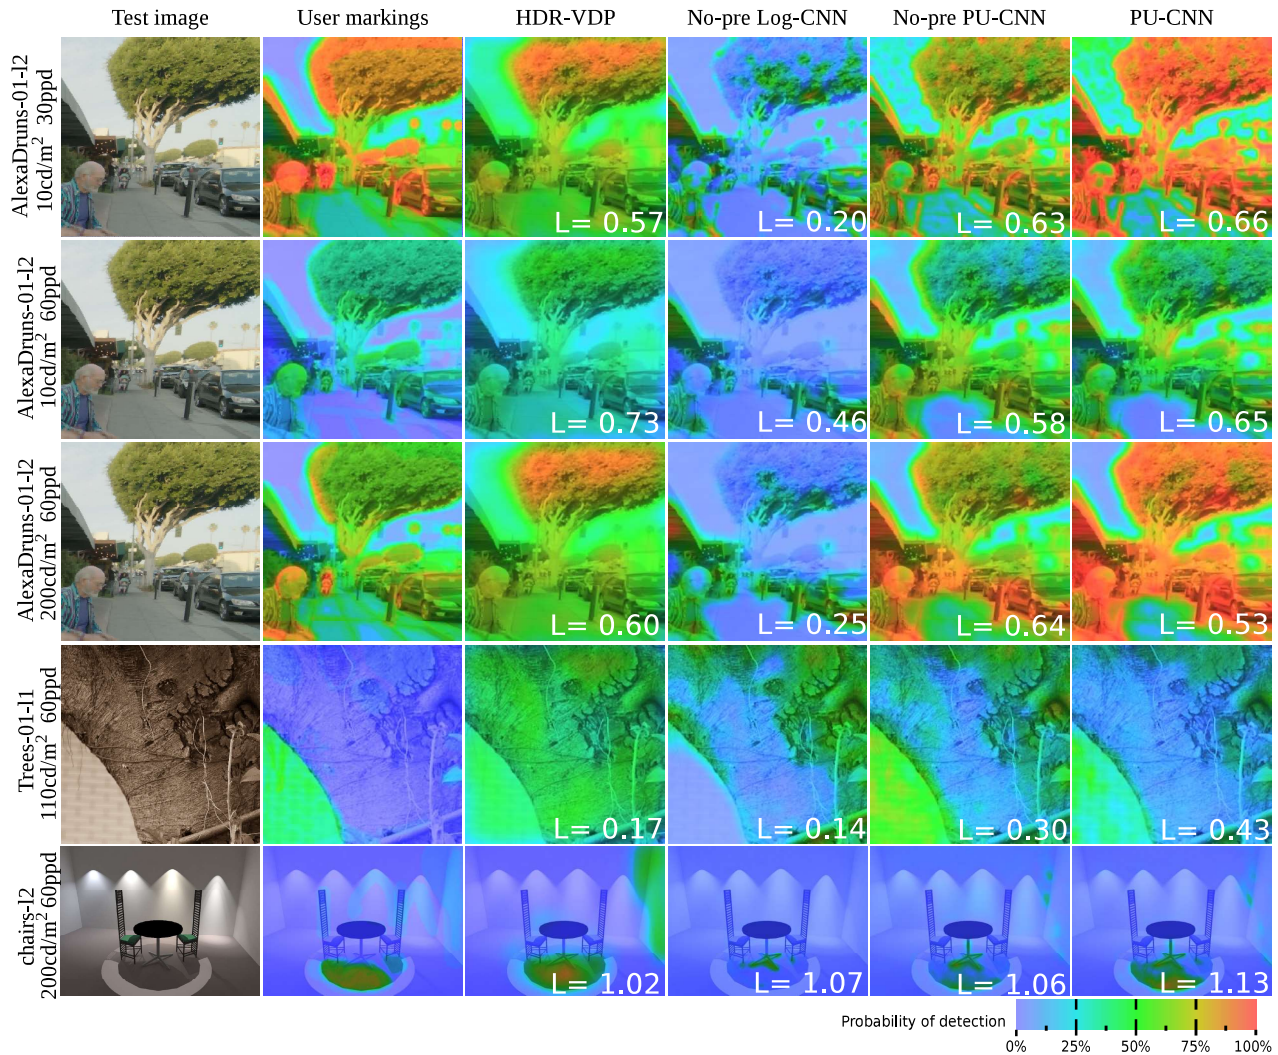 Test image User markings HDR-VDP No-pre Log-CNN No-pre PU-CNN PU-CNN
AlexaDruns-01-l2
10cd/m² 30ppd
L= 0.57 L= 0.20 L= 0.63 L= 0.66
AlexaDruns-01-l2
10cd/m² 60ppd
L= 0.73 L= 0.46 L= 0.58 L= 0.65
AlexaDruns-01-l2
200cd/m² 60ppd
L= 0.60 L= 0.25 L= 0.64 L= 0.53
Trees-01-l1
110cd/m² 60ppd
L= 0.17 L= 0.14 L= 0.30 L= 0.43
chairs-l2
200cd/m² 60ppd
L= 1.02 L= 1.07 L= 1.06 L= 1.13
Probability of detection
0% 25% 50% 75% 100%